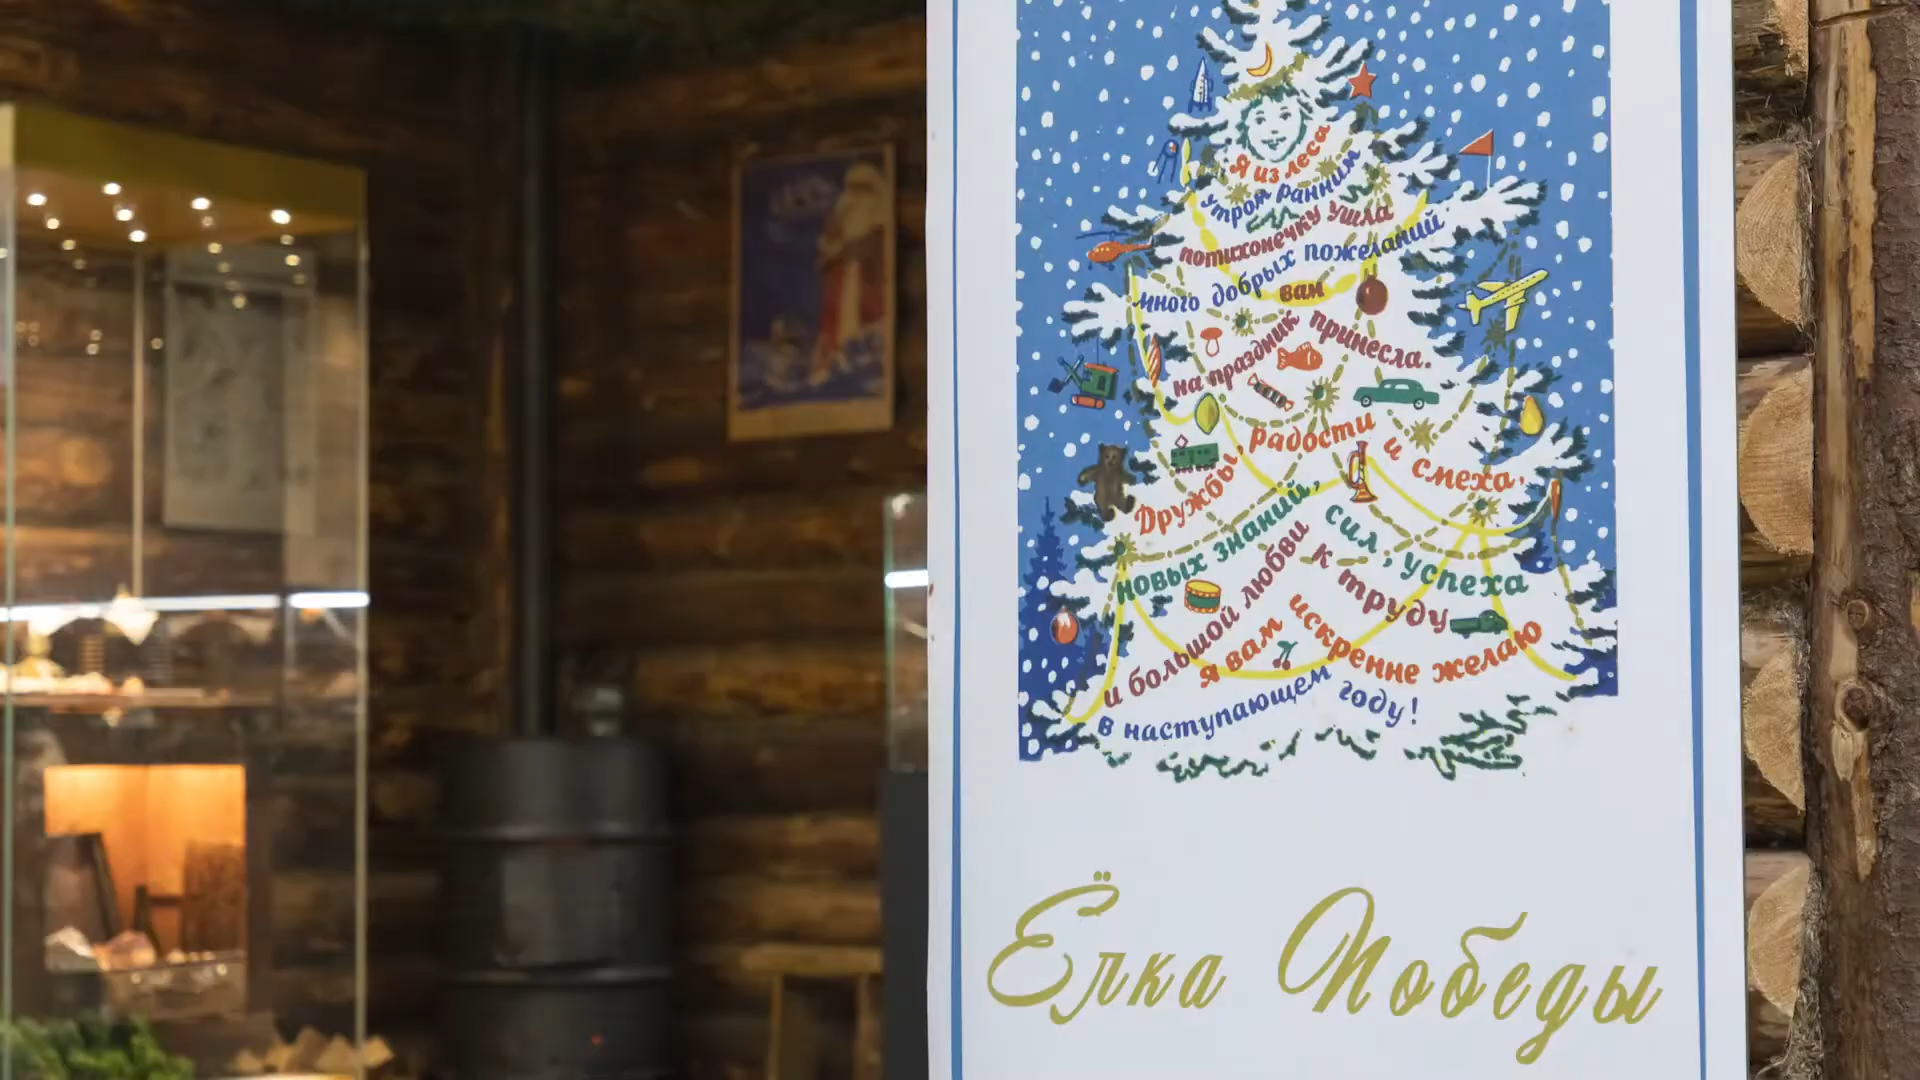 Я из леса
утром ранним
потихонечку ушла
много добрых пожеланий
вам
на праздник принесла.
Дружбы, радости и смеха,
новых знаний, сил, успеха
и большой любви к труду
я вам искренне желаю
в наступающем году!
Ёлка Победы